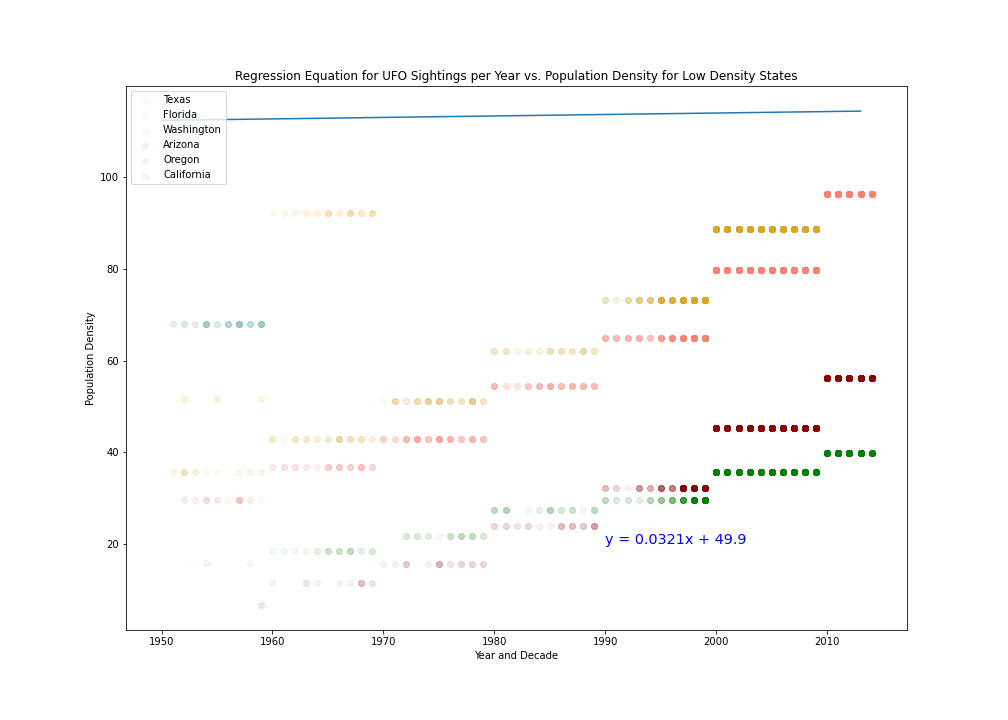 Regression Equation for UFO Sightings per Year vs. Population Density for Low Density States
Texas
Florida
Washington
Arizona
Oregon
California
100
80
60
40
20
Population Density
y = 0.0321x + 49.9
1950 1960 1970 1980 1990 2000 2010
Year and Decade